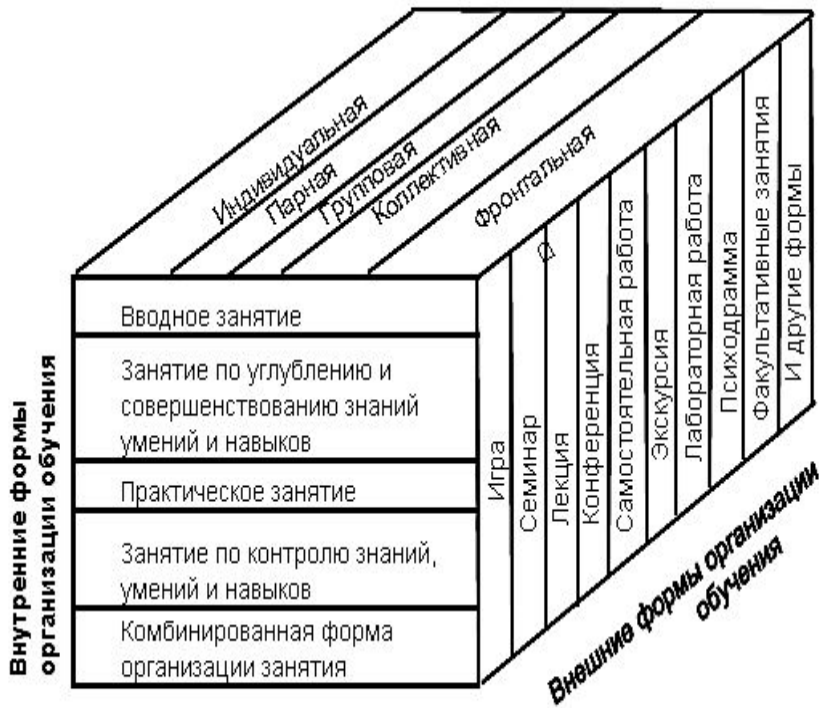 Индивидуальная
Парная
Групповая
Коллективная
Фронтальная
Внутренние формы
организации обучения
Вводное занятие
Занятие по углублению и
совершенствованию знаний
умений и навыков
Практическое занятие
Занятие по контролю знаний,
умений и навыков
Комбинированная форма
организации занятия
Игра
Семинар
Лекция
Конференция
Самостоятельная работа
Экскурсия
Лабораторная работа
Психодрамма
Факультативные занятия
И другие формы
Внешние формы организации
обучения